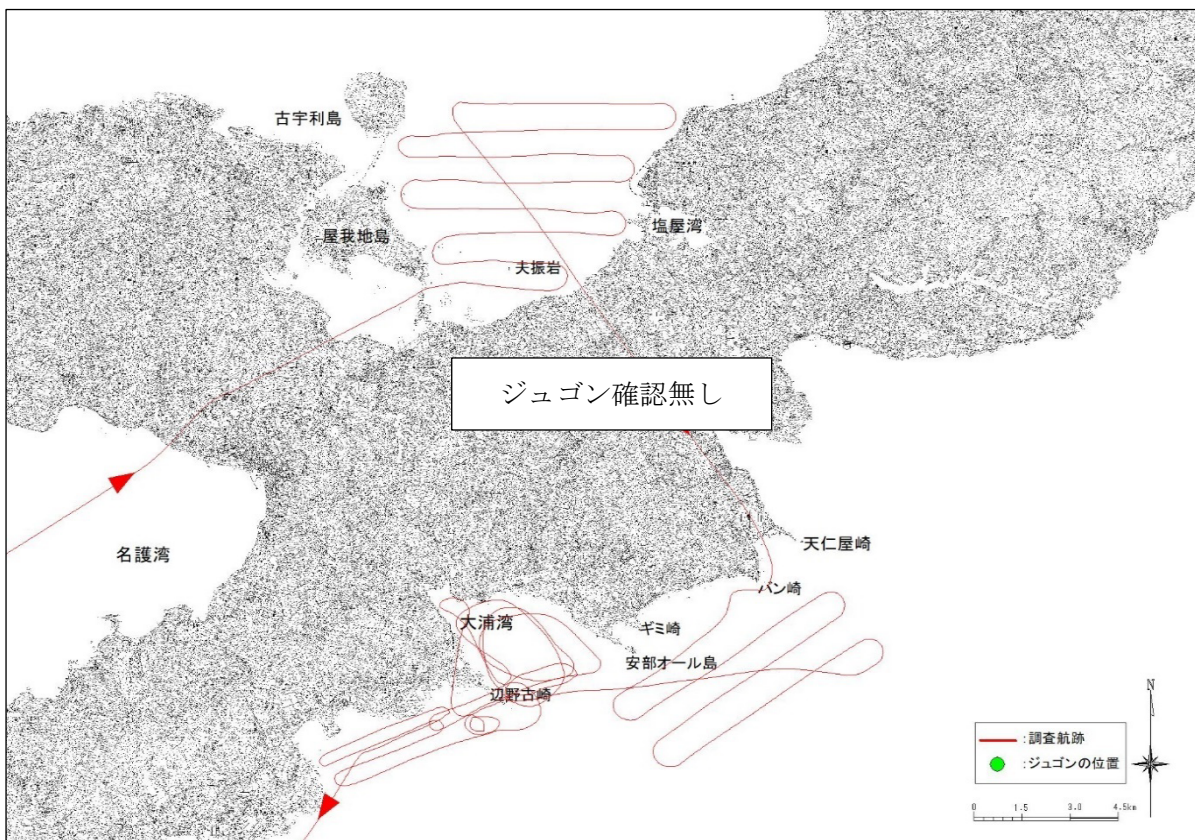 古宇利島
屋我地島
塩屋湾
夫振岩
ジュゴン確認無し
名護湾
天仁屋崎
バン崎
大浦湾
ギミ崎
安部オール島
辺野古崎
N
:調査航跡
:ジュゴンの位置
0 1.5 3.0 4.5km